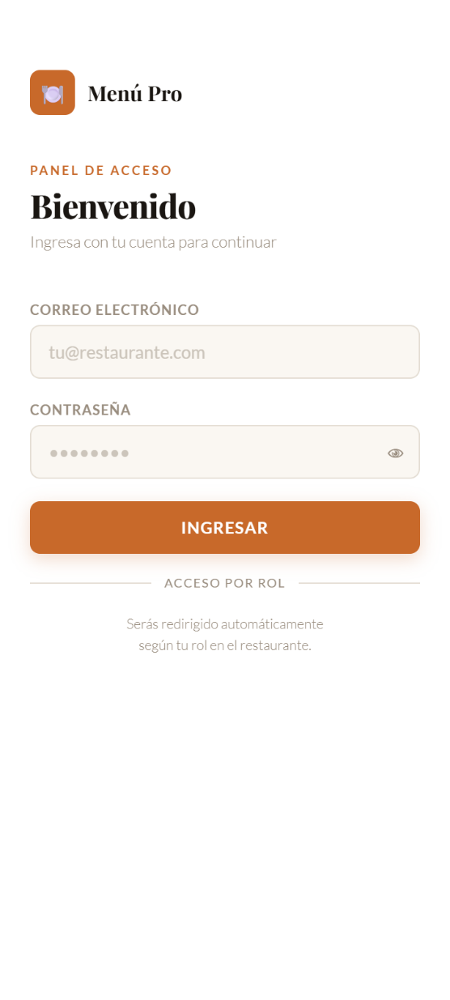 Menú Pro
PANEL DE ACCESO
Bienvenido
Ingresa con tu cuenta para continuar
CORREO ELECTRÓNICO
tu@restaurante.com
CONTRASEÑA
••••••••
INGRESAR
ACCESO POR ROL
Serás redirigido automáticamente
según tu rol en el restaurante.